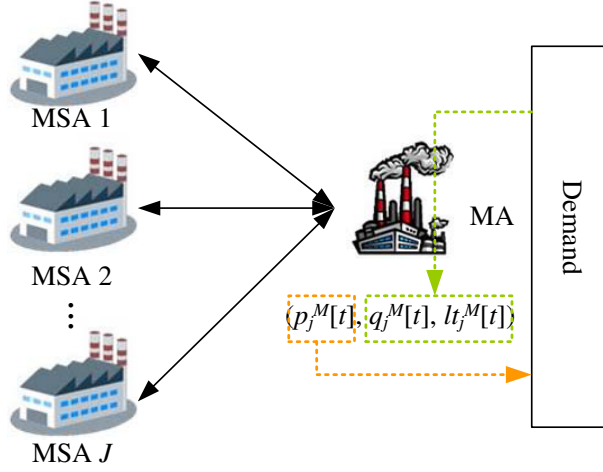 MSA 1
MSA 2
⋮
MSA J
MA
Demand
(p_j^M[t], q_j^M[t], lt_j^M[t])